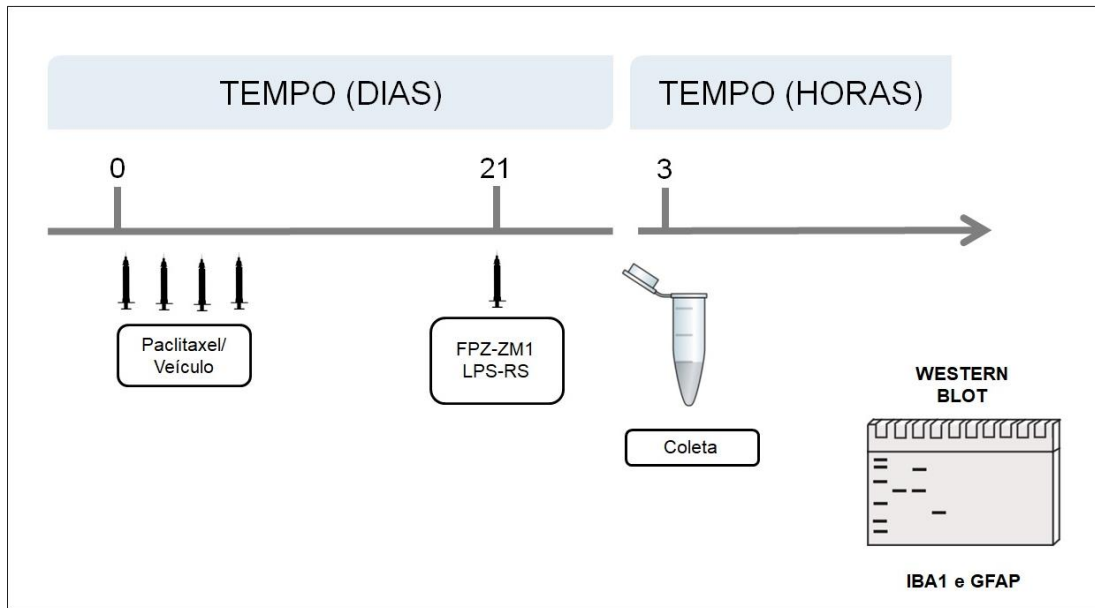 TEMPO (DIAS)
TEMPO (HORAS)
0
21
3
Paclitaxel/
Veículo
FPZ-ZM1
LPS-RS
Coleta
WESTERN
BLOT
IBA1 e GFAP